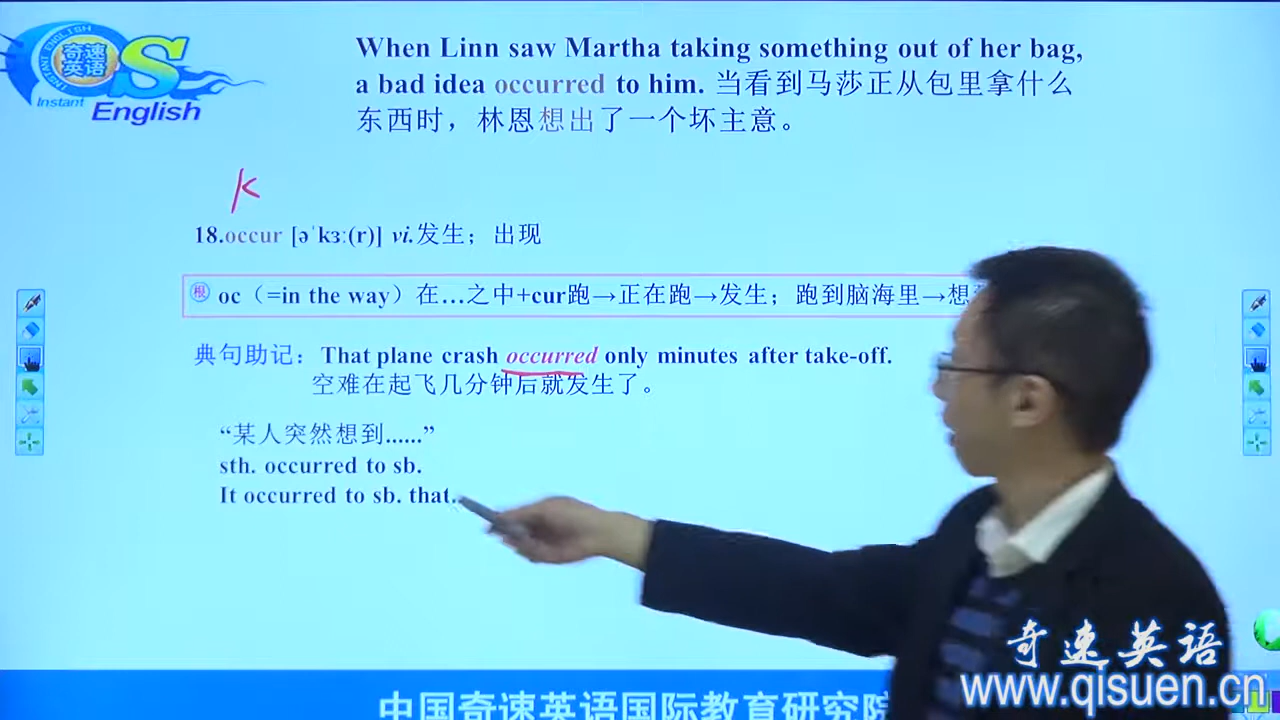 INSTANT ENGLISH
奇速
英语
S
Instant
English
When Linn saw Martha taking something out of her bag,
a bad idea occurred to him. 当看到马莎正从包里拿什么
东西时，林恩想出了一个坏主意。
K
18.occur [əˈkɜː(r)] vi.发生；出现
根 oc（=in the way）在…之中+cur跑→正在跑→发生；跑到脑海里→想
典句助记：That plane crash occurred only minutes after take-off.
空难在起飞几分钟后就发生了。
“某人突然想到......”
sth. occurred to sb.
It occurred to sb. that..
奇速英语
www.qisuen.cn
中国奇速英语国际教育研究院